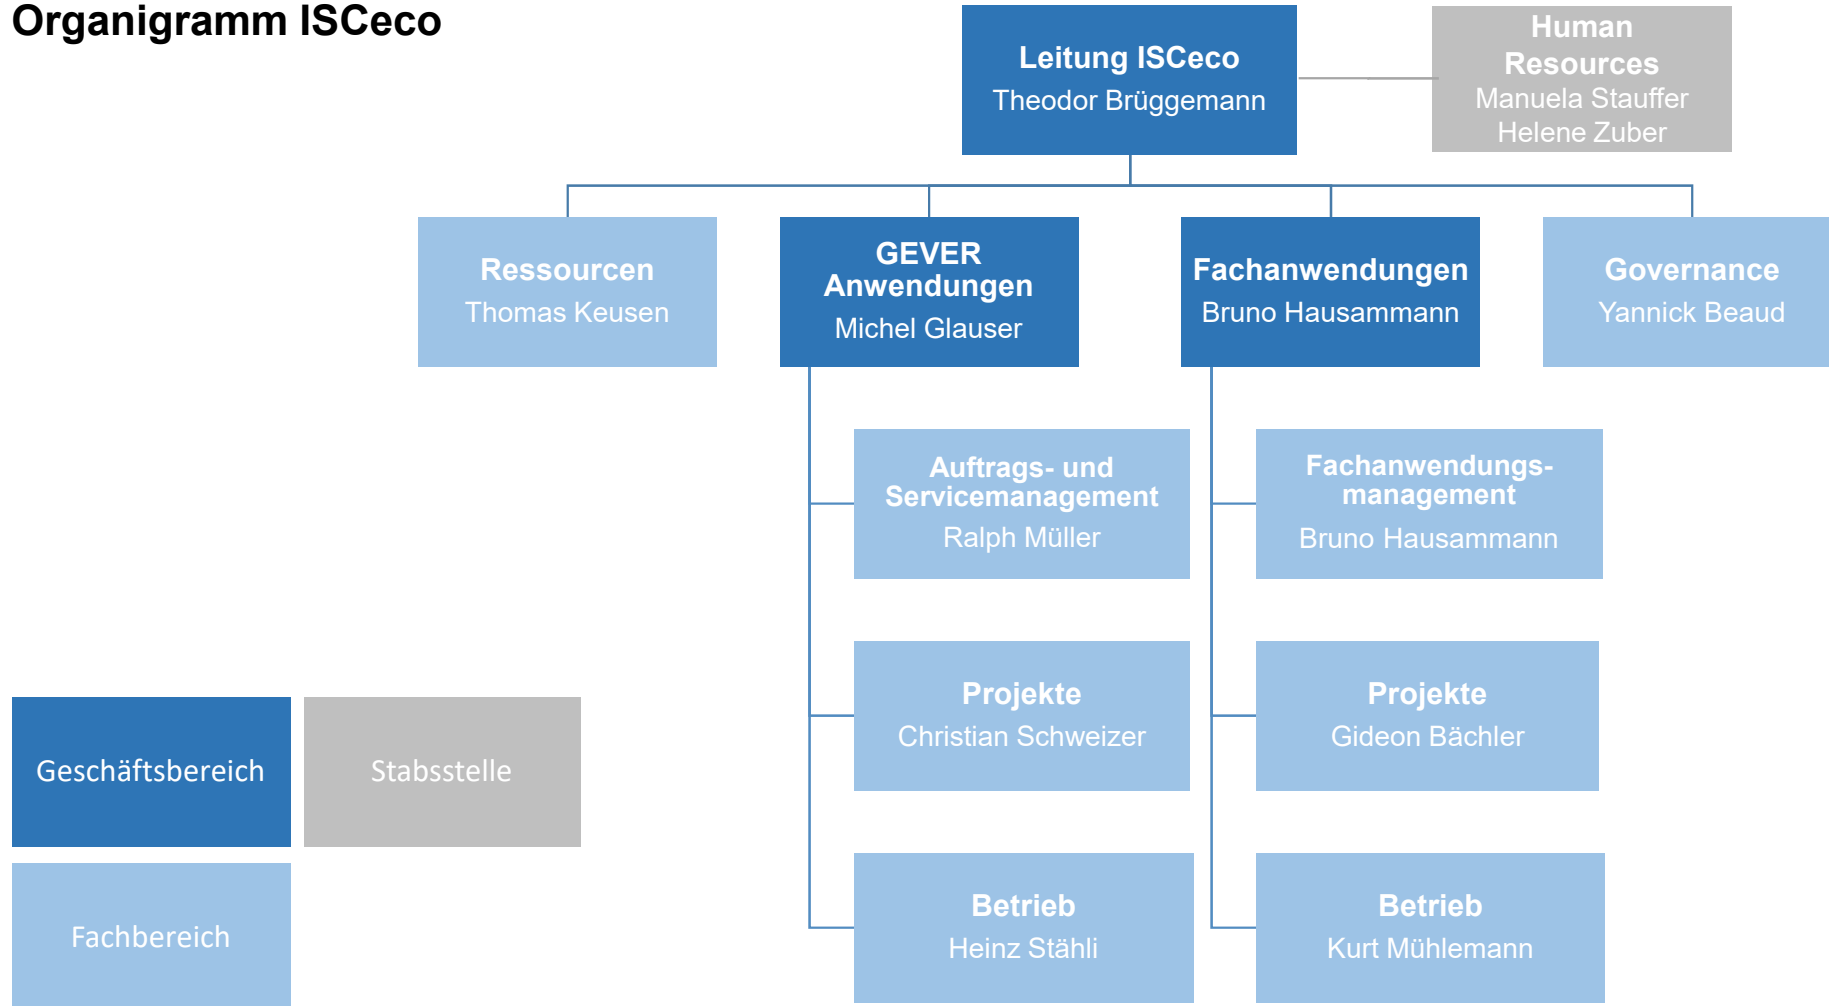 Organigramm ISCeco
Leitung ISCeco
Theodor Brüggemann
Human
Resources
Manuela Stauffer
Helene Zuber
Ressourcen
Thomas Keusen
GEVER
Anwendungen
Michel Glauser
Fachanwendungen
Bruno Hausammann
Governance
Yannick Beaud
Auftrags- und
Servicemanagement
Ralph Müller
Fachanwendungs-
management
Bruno Hausammann
Projekte
Christian Schweizer
Projekte
Gideon Bächler
Betrieb
Heinz Stähli
Betrieb
Kurt Mühlemann
Geschäftsbereich
Stabsstelle
Fachbereich